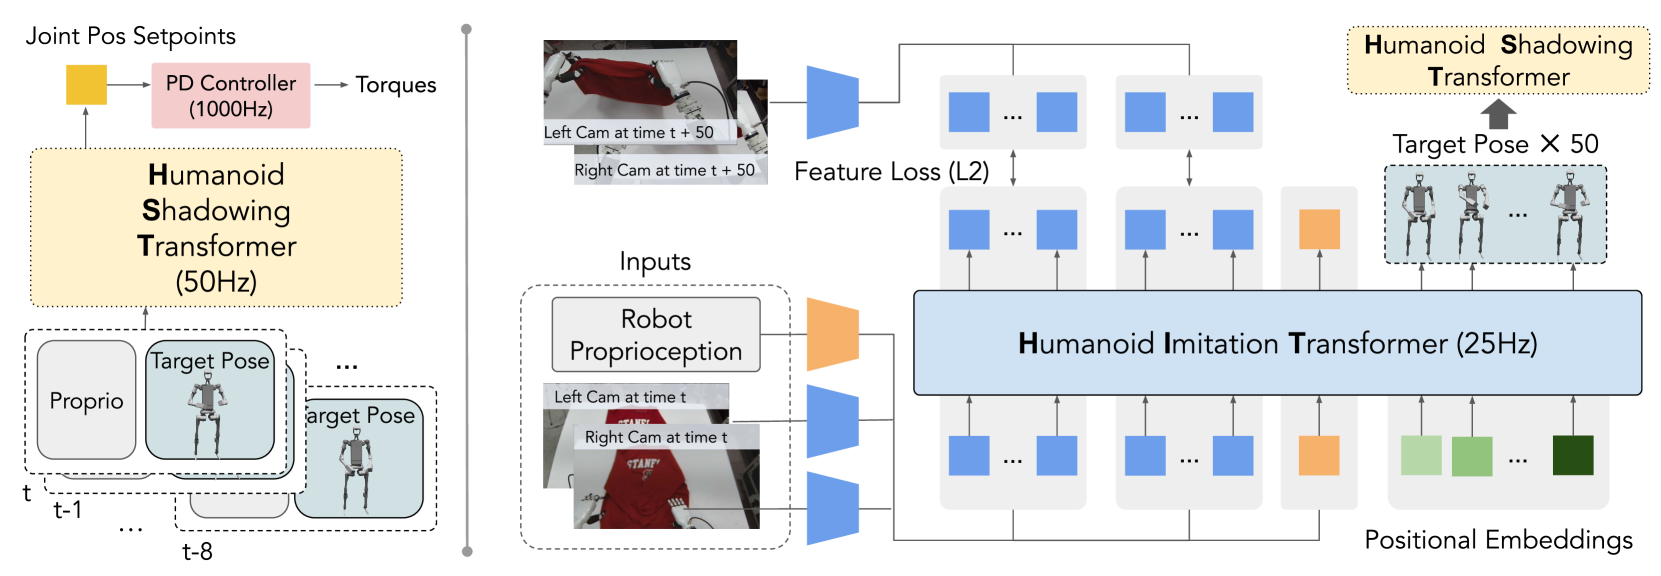 Joint Pos Setpoints
PD Controller
(1000Hz)
Torques
Humanoid
Shadowing
Transformer
(50Hz)
Proprio
Target Pose
...
arget Pose
t
t-1
...
t-8
Left Cam at time t + 50
Right Cam at time t + 50
Feature Loss (L2)
... ...
... ...
Inputs
Robot
Proprioception
Left Cam at time t
Right Cam at time t
Humanoid Shadowing
Transformer
Target Pose × 50
...
Humanoid Imitation Transformer (25Hz)
... ... ...
Positional Embeddings